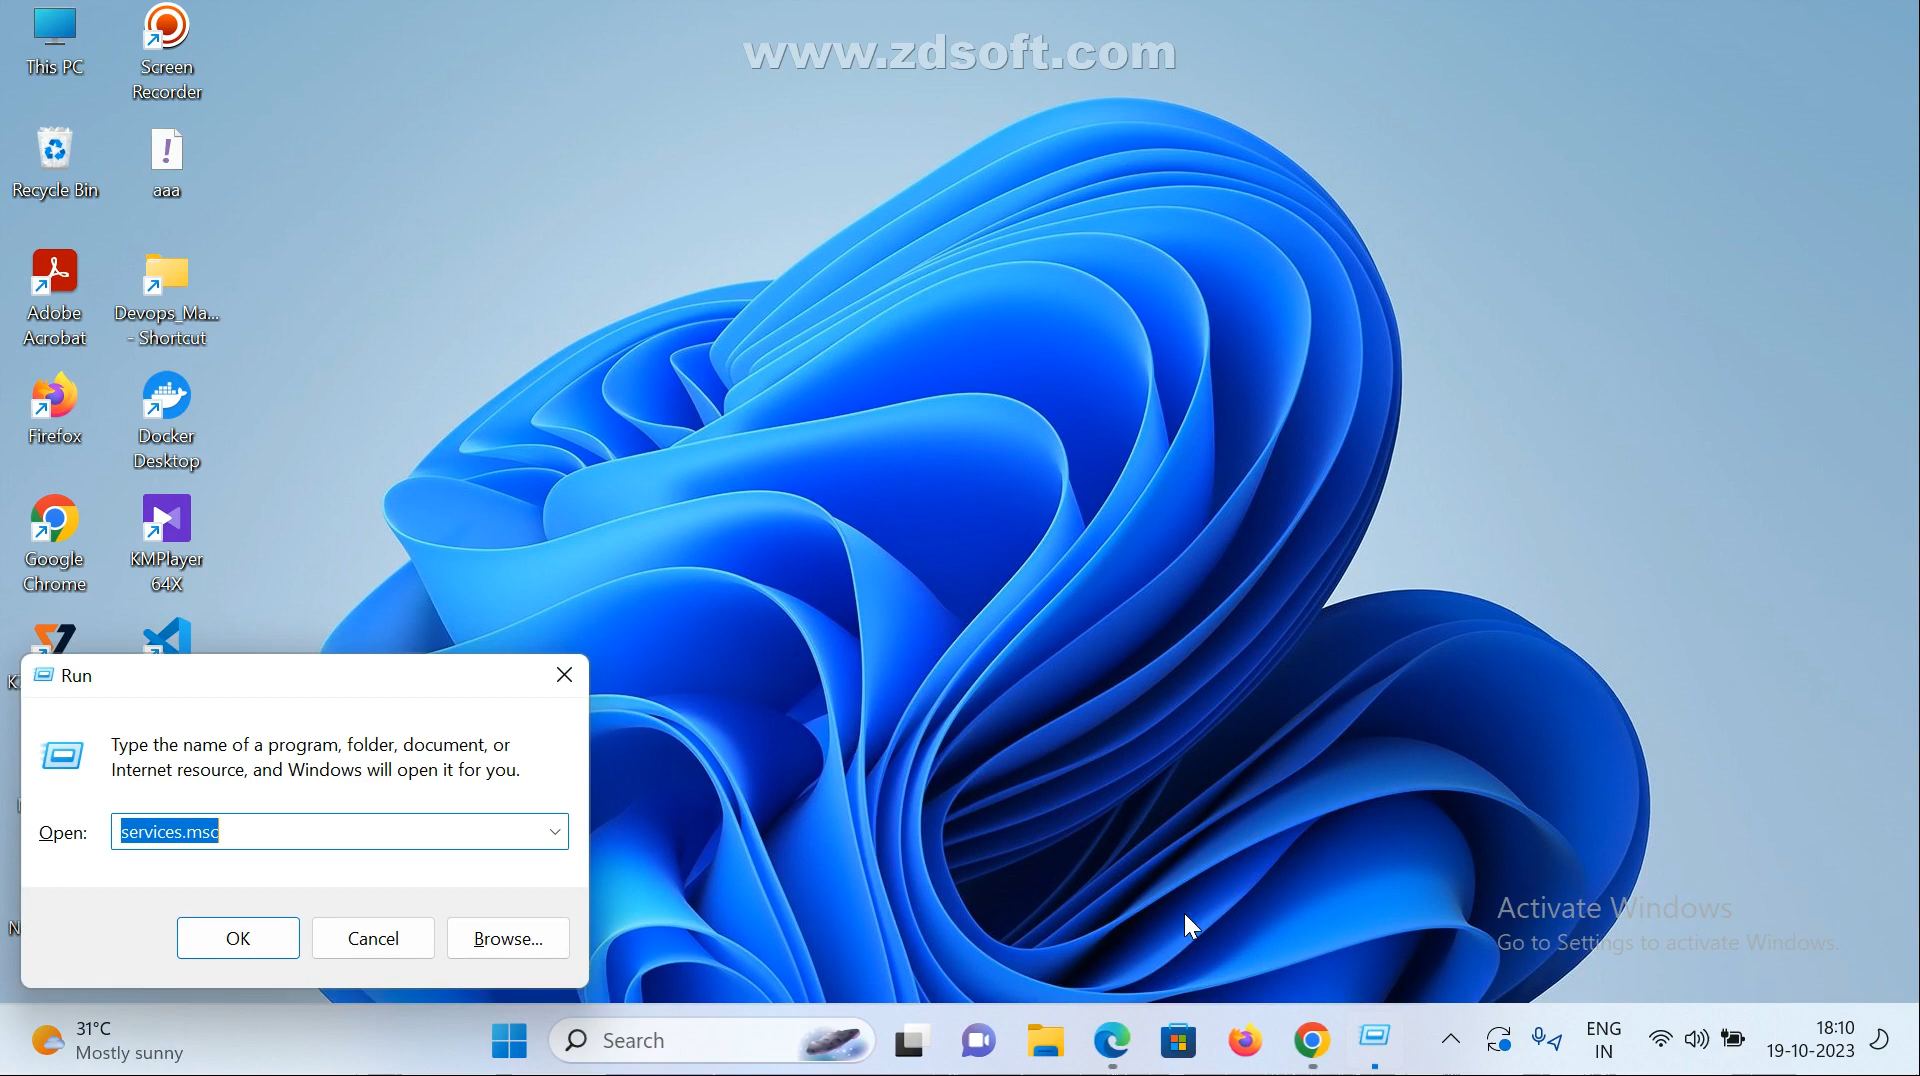 www.zdsoft.com
This PC
Screen
Recorder
Recycle Bin
aaa
Adobe
Acrobat
Devops_Ma...
- Shortcut
Firefox
Docker
Desktop
Google
Chrome
KMPlayer
64X
Run
Type the name of a program, folder, document, or
Internet resource, and Windows will open it for you.
Open:
services.msc
OK
Cancel
Browse...
Activate Windows
Go to Settings to activate Windows.
31°C
Mostly sunny
Search
ENG
IN
18:10
19-10-2023